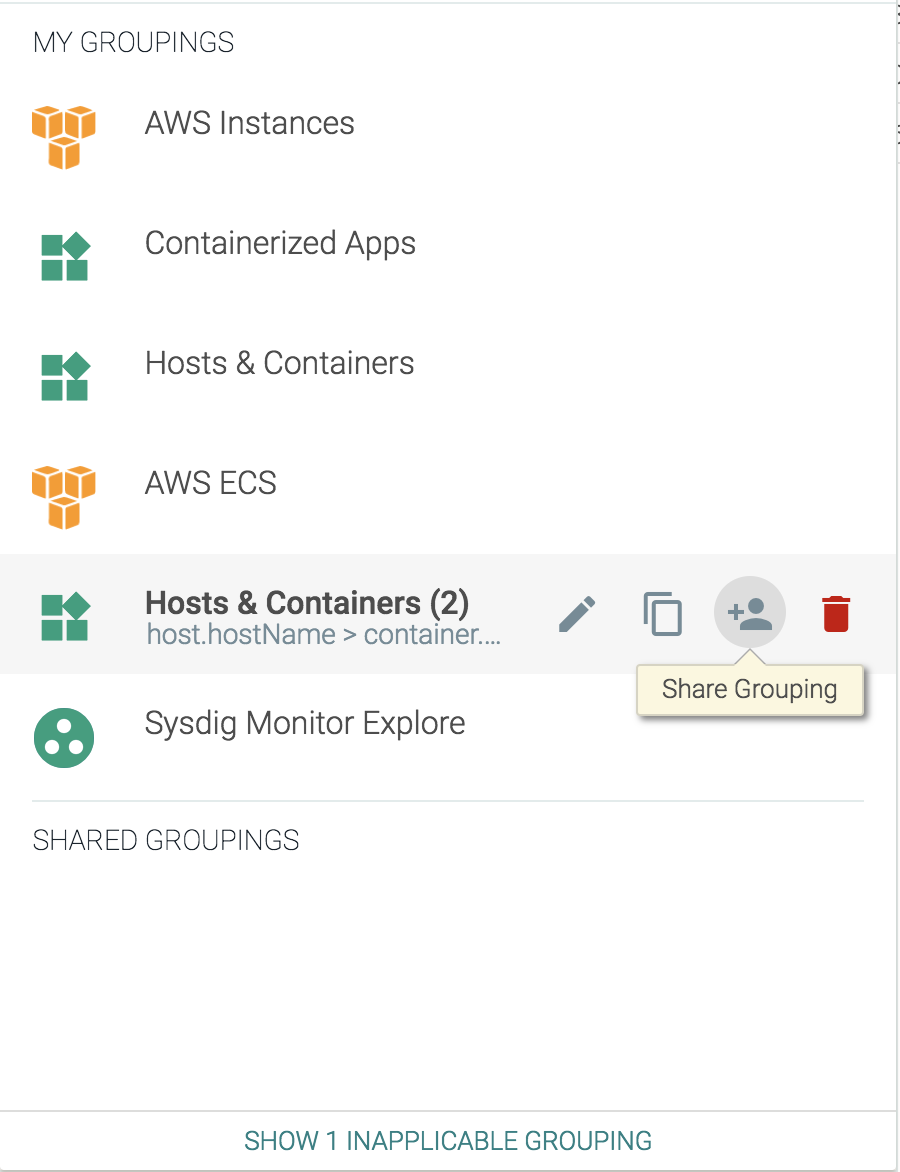 MY GROUPINGS
AWS Instances
Containerized Apps
Hosts & Containers
AWS ECS
Hosts & Containers (2)
host.hostName > container....
Share Grouping
Sysdig Monitor Explore
SHARED GROUPINGS
SHOW 1 INAPPLICABLE GROUPING